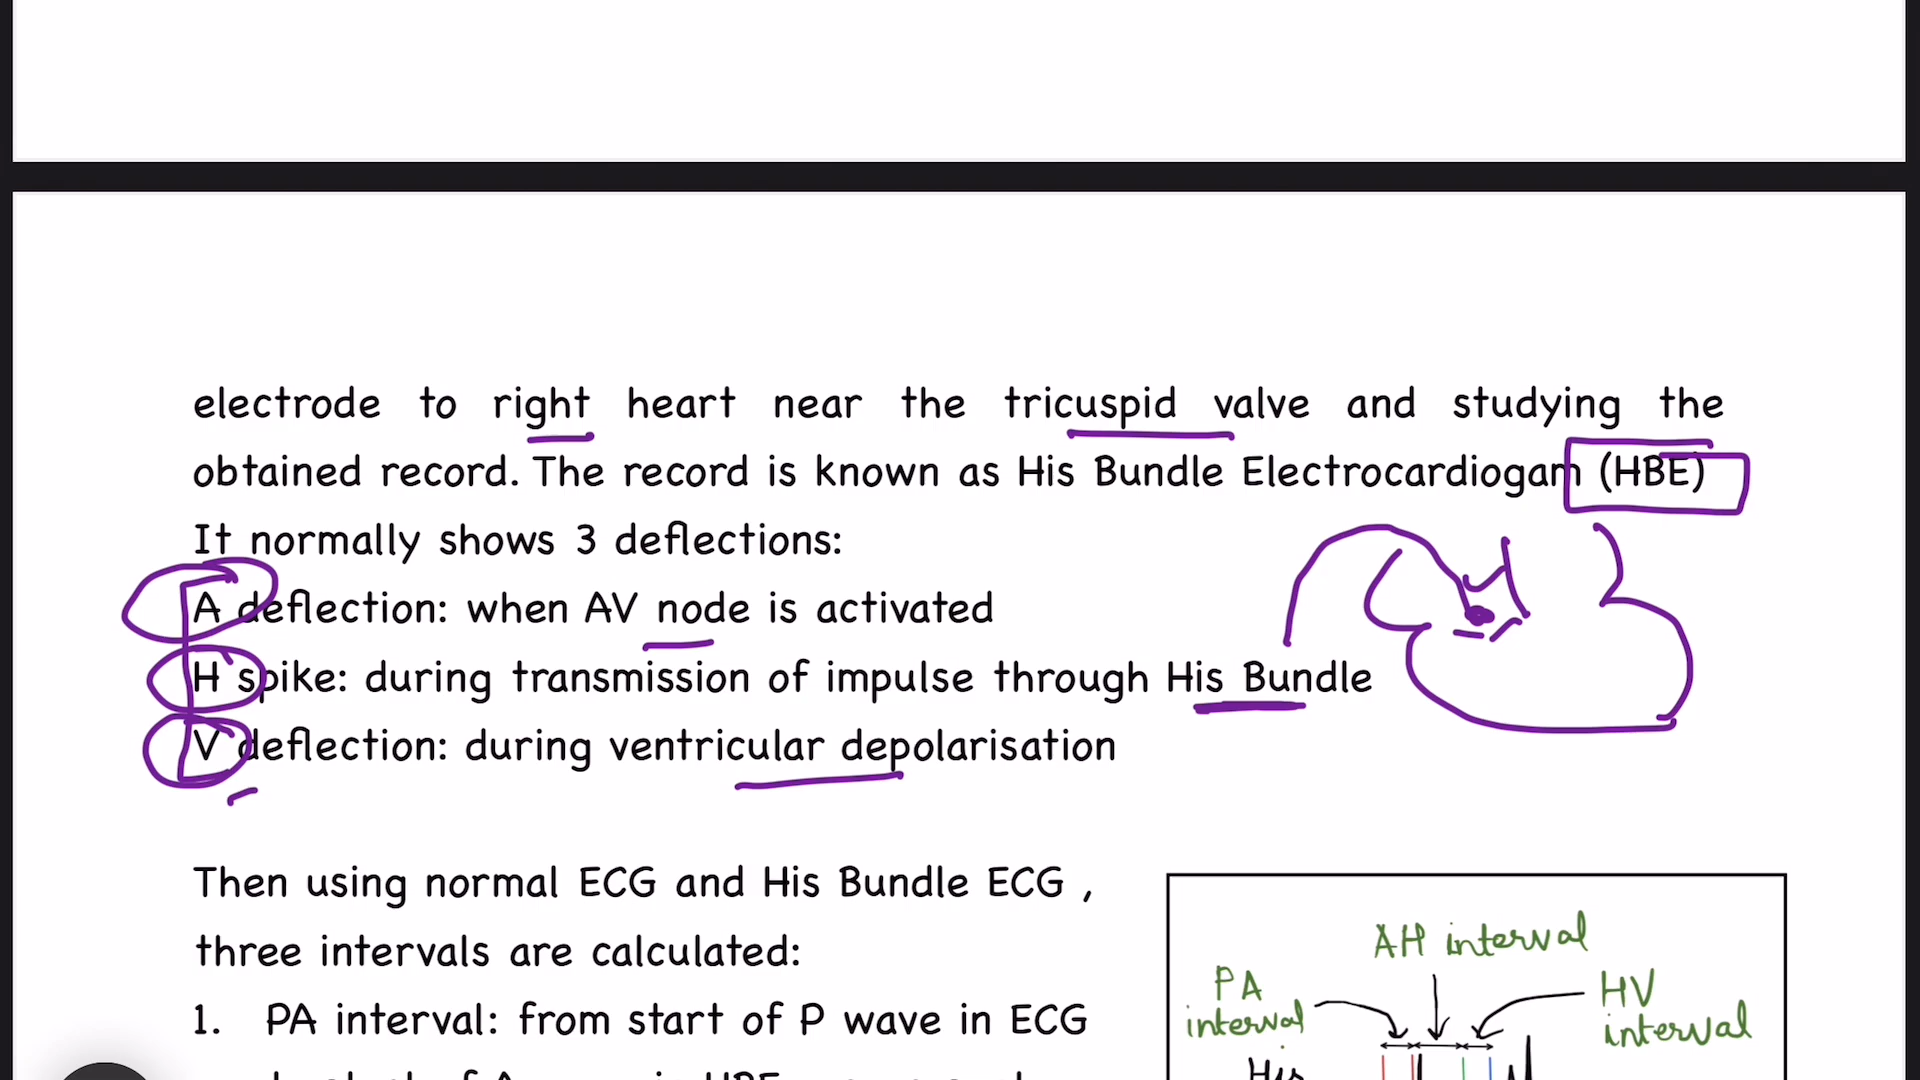 electrode to right heart near the tricuspid valve and studying the
obtained record. The record is known as His Bundle Electrocardiogam (HBE)
It normally shows 3 deflections:
A deflection: when AV node is activated
H spike: during transmission of impulse through His Bundle
V deflection: during ventricular depolarisation
Then using normal ECG and His Bundle ECG ,
three intervals are calculated:
1. PA interval: from start of P wave in ECG
AH interval
PA
interval
HV
interval
His